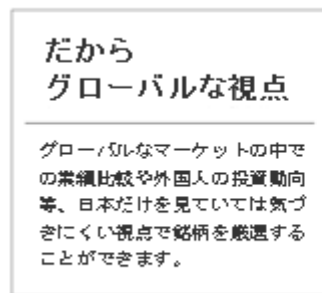 だから
グローバルな視点
グローバルなマーケットの中で
の業績比較や外国人の投資動向
等、日本だけを見ていては気づ
きにくい視点で銘柄を厳選する
ことができます。